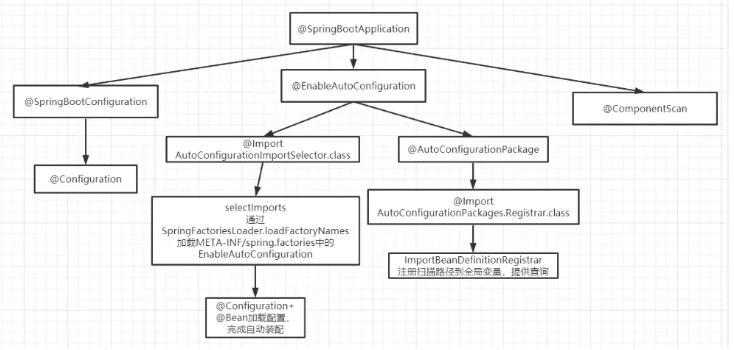 @SpringBootApplication
@SpringBootConfiguration
@EnableAutoConfiguration
@ComponentScan
@Configuration
@Import
AutoConfigurationImportSelector.class
@AutoConfigurationPackage
selectImports
通过
SpringFactoriesLoader.loadFactoryNames
加载META-INF/spring.factories中的
EnableAutoConfiguration
@Import
AutoConfigurationPackages.Registrar.class
ImportBeanDefinitionRegistrar
注册扫描路径到全局变量，提供查询
@Configuration+
@Bean加载配置，
完成自动装配